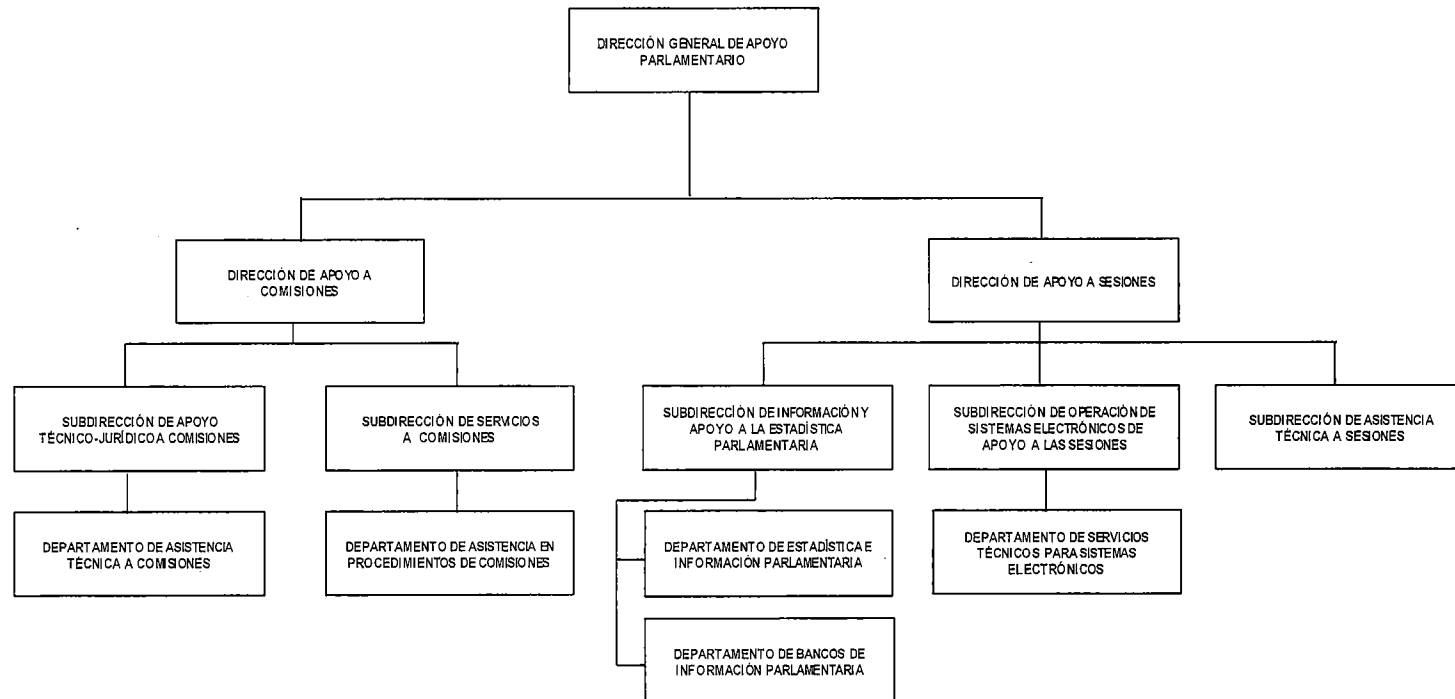 DIRECCIÓN GENERAL DE APOYO
PARLAMENTARIO
DIRECCIÓN DE APOYO A
COMISIONES
DIRECCIÓN DE APOYO A SESIONES
SUBDIRECCIÓN DE APOYO
TÉCNICO-JURÍDICO A COMISIONES
SUBDIRECCIÓN DE SERVICIOS
A COMISIONES
SUBDIRECCIÓN DE INFORMACIÓN Y
APOYO A LA ESTADÍSTICA
PARLAMENTARIA
SUBDIRECCIÓN DE OPERACIÓN DE
SISTEMAS ELECTRÓNICOS DE
APOYO A LAS SESIONES
SUBDIRECCIÓN DE ASISTENCIA
TÉCNICA A SESIONES
DEPARTAMENTO DE ASISTENCIA
TÉCNICA A COMISIONES
DEPARTAMENTO DE ASISTENCIA EN
PROCEDIMIENTOS DE COMISIONES
DEPARTAMENTO DE ESTADÍSTICA E
INFORMACIÓN PARLAMENTARIA
DEPARTAMENTO DE SERVICIOS
TÉCNICOS PARA SISTEMAS
ELECTRÓNICOS
DEPARTAMENTO DE BANCOS DE
INFORMACIÓN PARLAMENTARIA